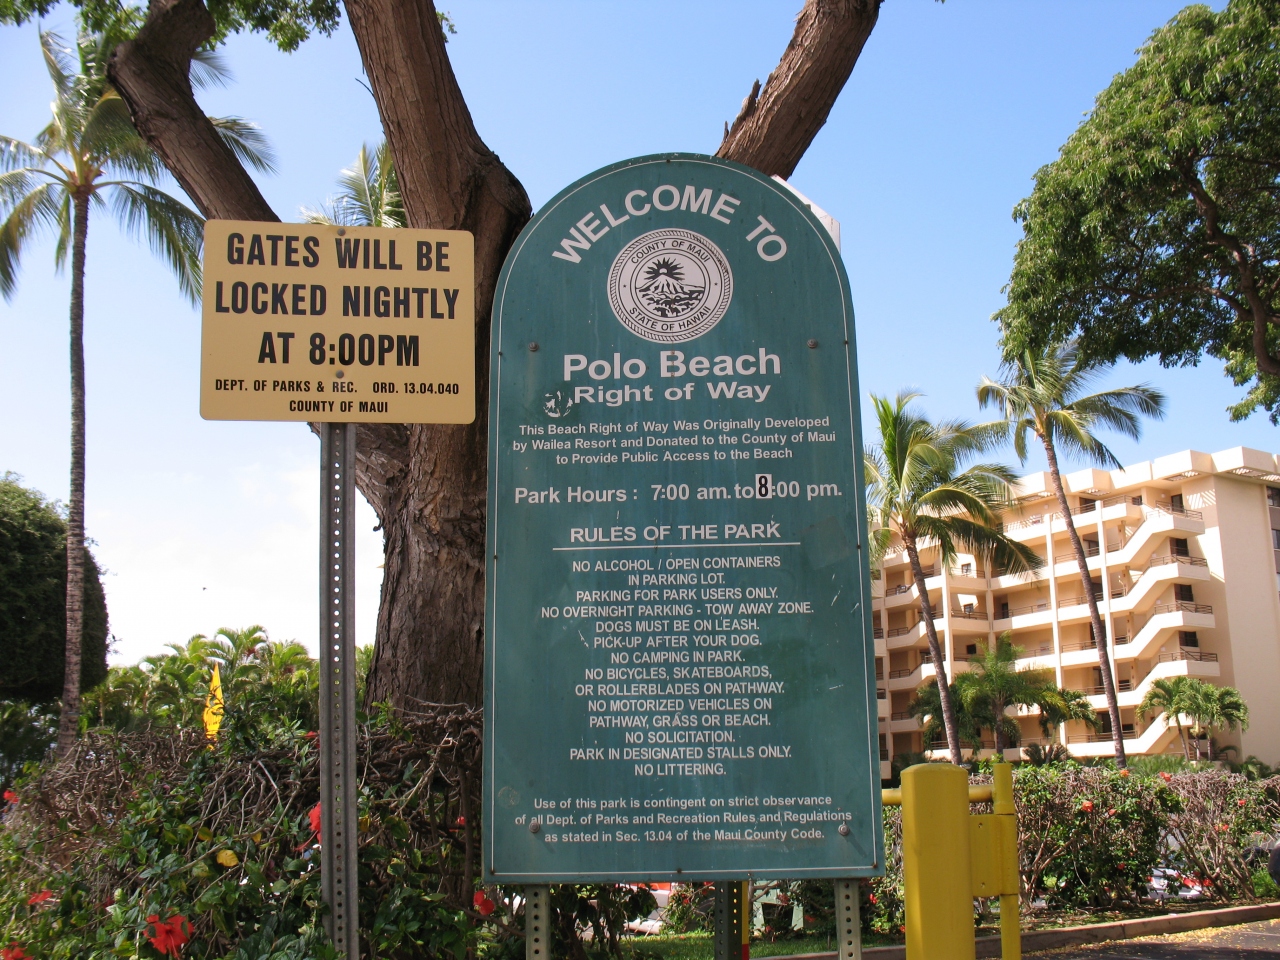 GATES WILL BE
LOCKED NIGHTLY
AT 8:00PM
DEPT. OF PARKS & REC. ORD. 13.04.040
COUNTY OF MAUI
WELCOME TO
COUNTY OF MAUI
STATE OF HAWAII
Polo Beach
Right of Way
This Beach Right of Way Was Originally Developed
by Wailea Resort and Donated to the County of Maui
to Provide Public Access to the Beach
Park Hours : 7:00 am. to 8:00 pm.
RULES OF THE PARK
NO ALCOHOL / OPEN CONTAINERS
IN PARKING LOT.
PARKING FOR PARK USERS ONLY.
NO OVERNIGHT PARKING - TOW AWAY ZONE.
DOGS MUST BE ON LEASH.
PICK-UP AFTER YOUR DOG.
NO CAMPING IN PARK.
NO BICYCLES, SKATEBOARDS,
OR ROLLERBLADES ON PATHWAY.
NO MOTORIZED VEHICLES ON
PATHWAY, GRASS OR BEACH.
NO SOLICITATION.
PARK IN DESIGNATED STALLS ONLY.
NO LITTERING.
Use of this park is contingent on strict observance
of all Dept. of Parks and Recreation Rules and Regulations
as stated in Sec. 13.04 of the Maui County Code.